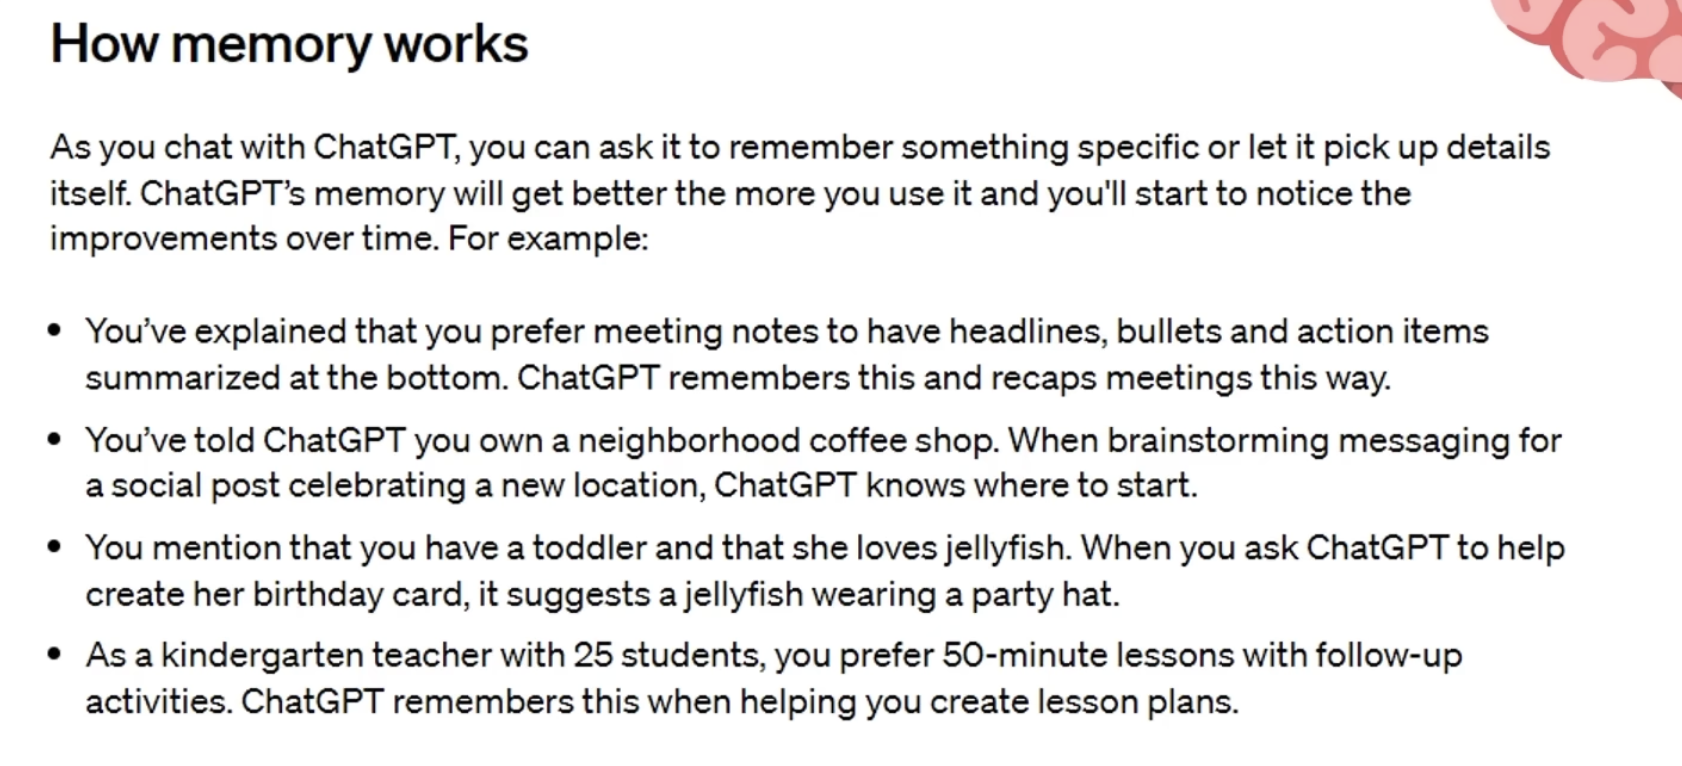 How memory works
As you chat with ChatGPT, you can ask it to remember something specific or let it pick up details
itself. ChatGPT’s memory will get better the more you use it and you'll start to notice the
improvements over time. For example:
• You’ve explained that you prefer meeting notes to have headlines, bullets and action items
summarized at the bottom. ChatGPT remembers this and recaps meetings this way.
• You’ve told ChatGPT you own a neighborhood coffee shop. When brainstorming messaging for
a social post celebrating a new location, ChatGPT knows where to start.
• You mention that you have a toddler and that she loves jellyfish. When you ask ChatGPT to help
create her birthday card, it suggests a jellyfish wearing a party hat.
• As a kindergarten teacher with 25 students, you prefer 50-minute lessons with follow-up
activities. ChatGPT remembers this when helping you create lesson plans.